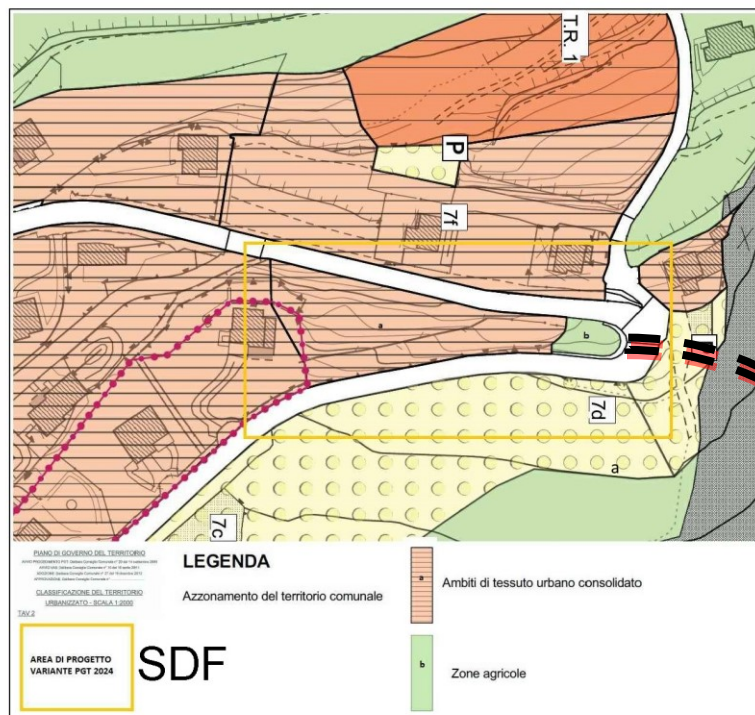 T.R. 1
P
7f
a
b
7d
a
7c
PIANO DI GOVERNO DEL TERRITORIO
CLASSIFICAZIONE DEL TERRITORIO
URBANIZZATO - SCALA 1:2000
TAV 2
LEGENDA
Azzonamento del territorio comunale
a
Ambiti di tessuto urbano consolidato
AREA DI PROGETTO
VARIANTE PGT 2024
SDF
b
Zone agricole